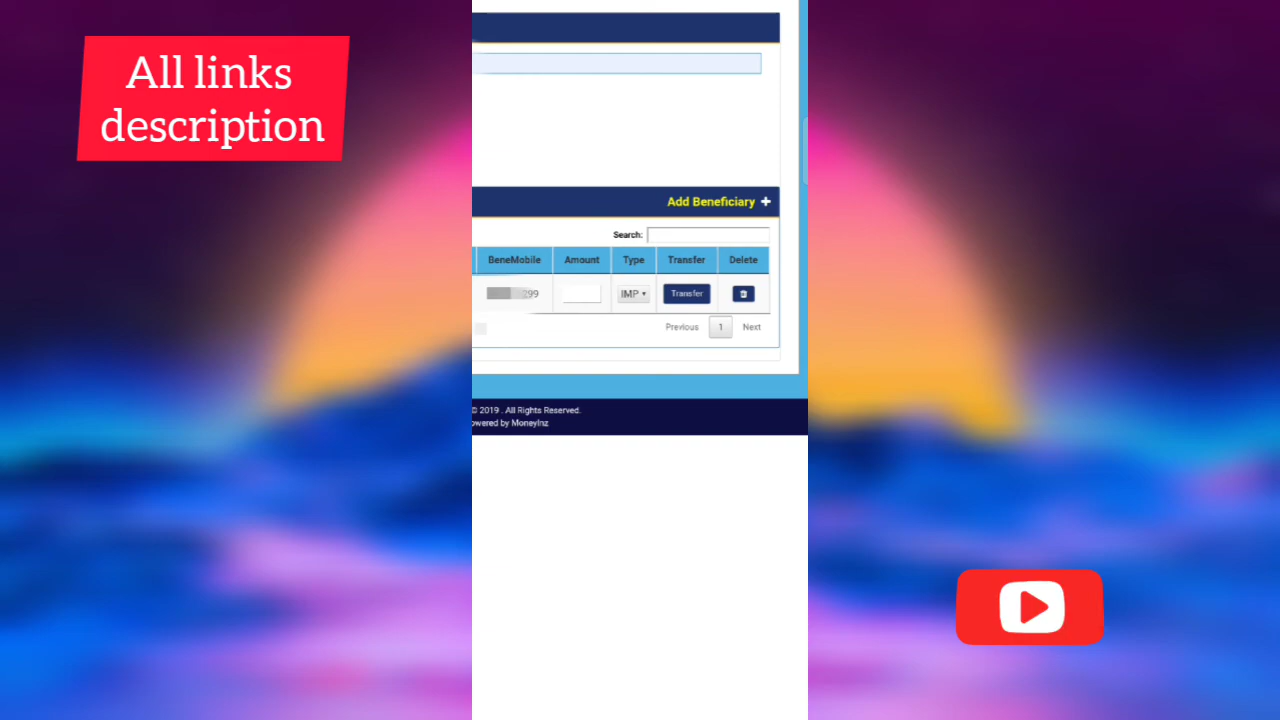 All links
description
Add Beneficiary +
Search:
BeneMobile Amount Type Transfer Delete
299 IMP Transfer
Previous 1 Next
© 2019 . All Rights Reserved.
owered by MoneyInz